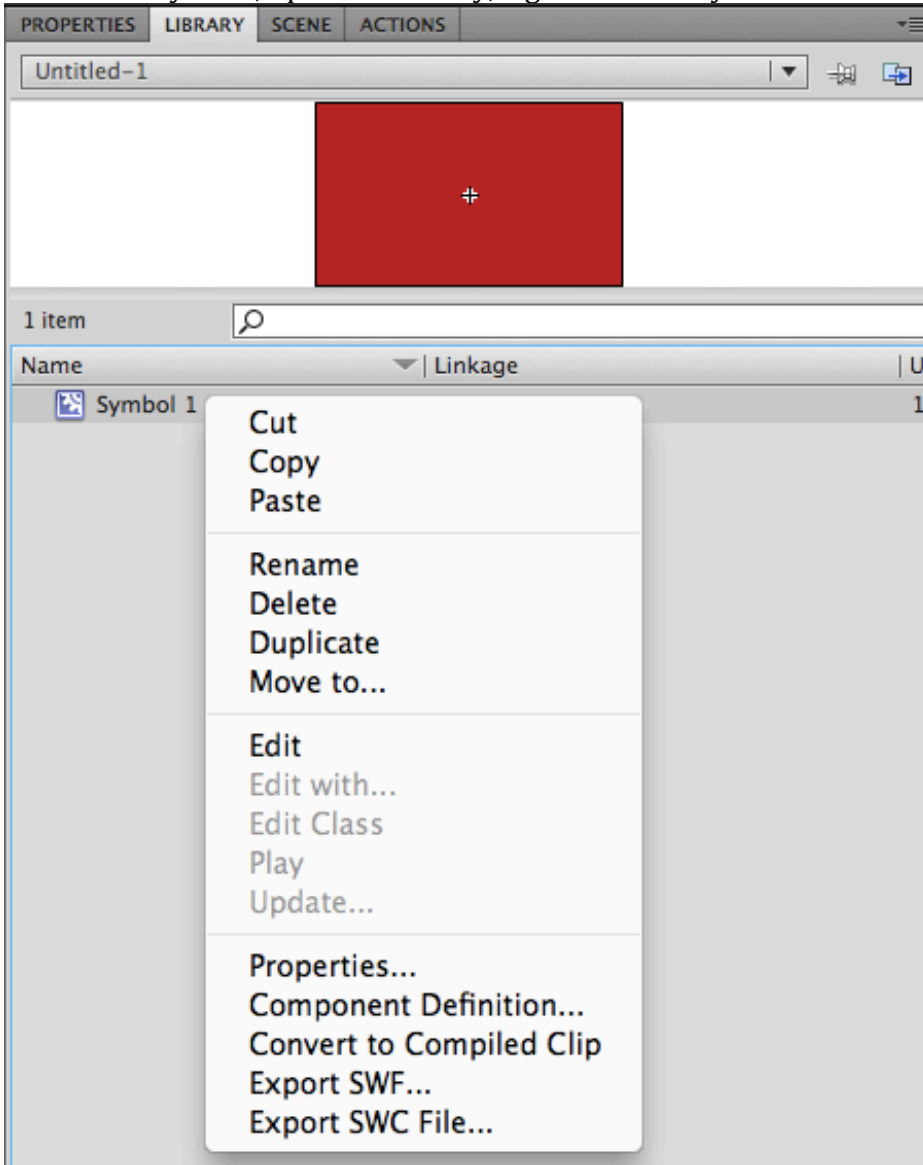 PROPERTIES LIBRARY SCENE ACTIONS
Untitled-1
1 item
Name Linkage U
Symbol 1 1
Cut
Copy
Paste
Rename
Delete
Duplicate
Move to...
Edit
Edit with...
Edit Class
Play
Update...
Properties...
Component Definition...
Convert to Compiled Clip
Export SWF...
Export SWC File...